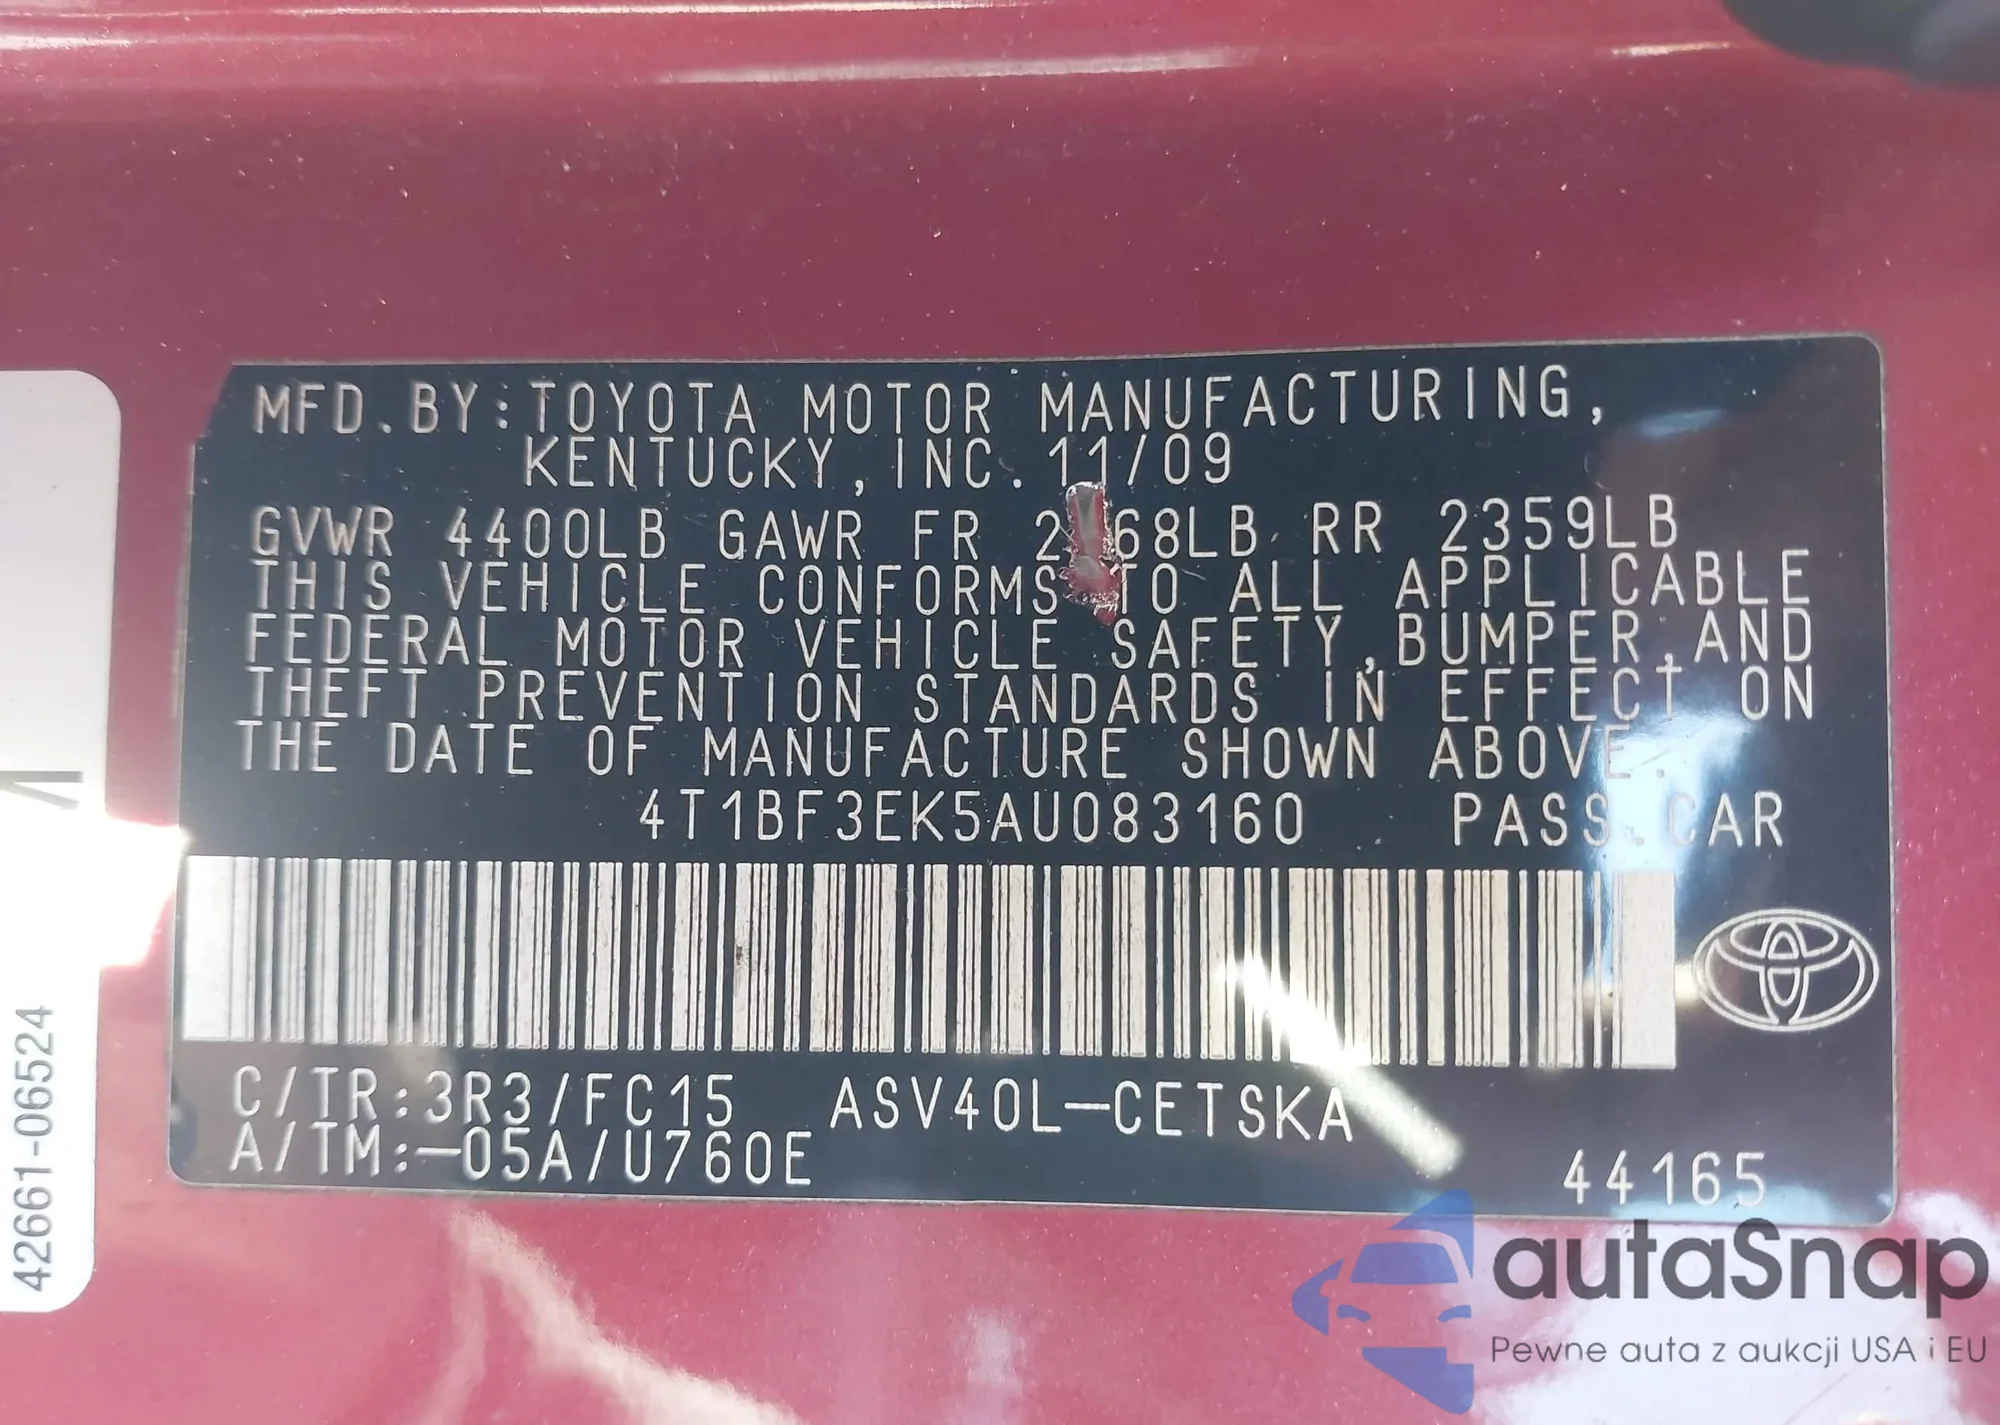 MFD.BY:TOYOTA MOTOR MANUFACTURING,
KENTUCKY,INC. 11/09
GVWR 4400LB GAWR FR LB RR 2359LB
THIS VEHICLE CONFORMS TO ALL APPLICABLE
FEDERAL MOTOR VEHICLE SAFETY,BUMPER,AND
THEFT PREVENTION STANDARDS IN EFFECT ON
THE DATE OF MANUFACTURE SHOWN ABOVE.
4T1BF3EK5AU083160 PASS.CAR
C/TR:3R3/FC15 ASV40L-CETSKA
A/TM:-05A/U760E
44165
42661-06524
autaSnap
Pewne auta z aukcji USA i EU